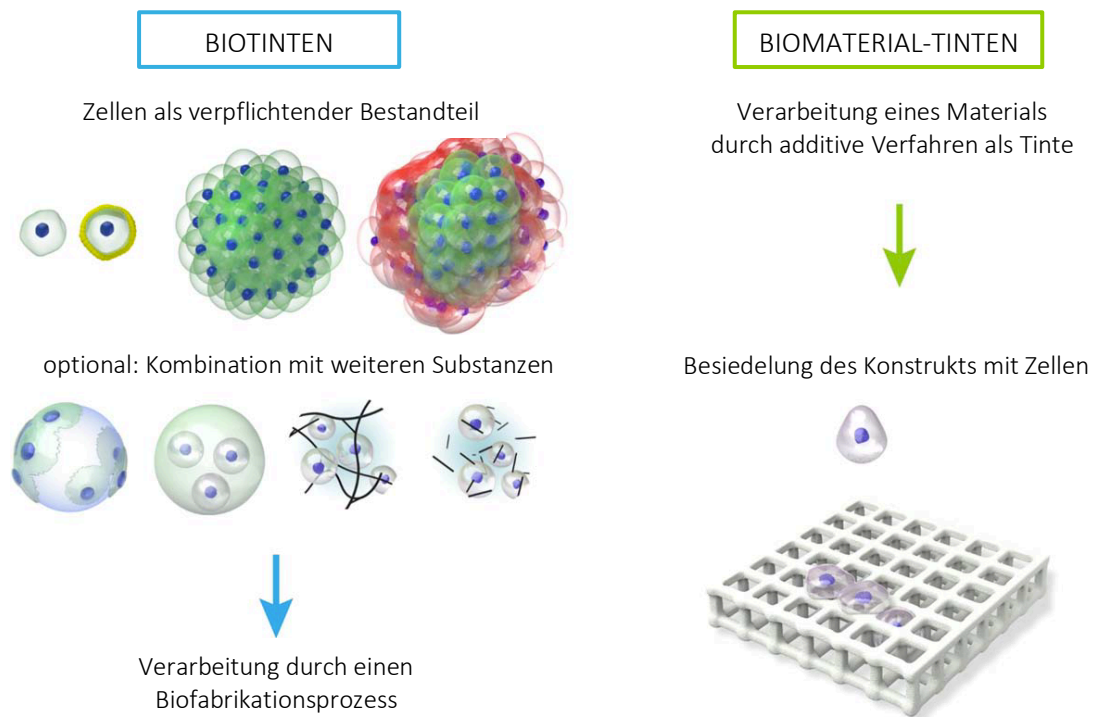 BIOTINTEN
Zellen als verpflichtender Bestandteil
optional: Kombination mit weiteren Substanzen
Verarbeitung durch einen
Biofabrikationsprozess
BIOMATERIAL-TINTEN
Verarbeitung eines Materials
durch additive Verfahren als Tinte
Besiedelung des Konstrukts mit Zellen